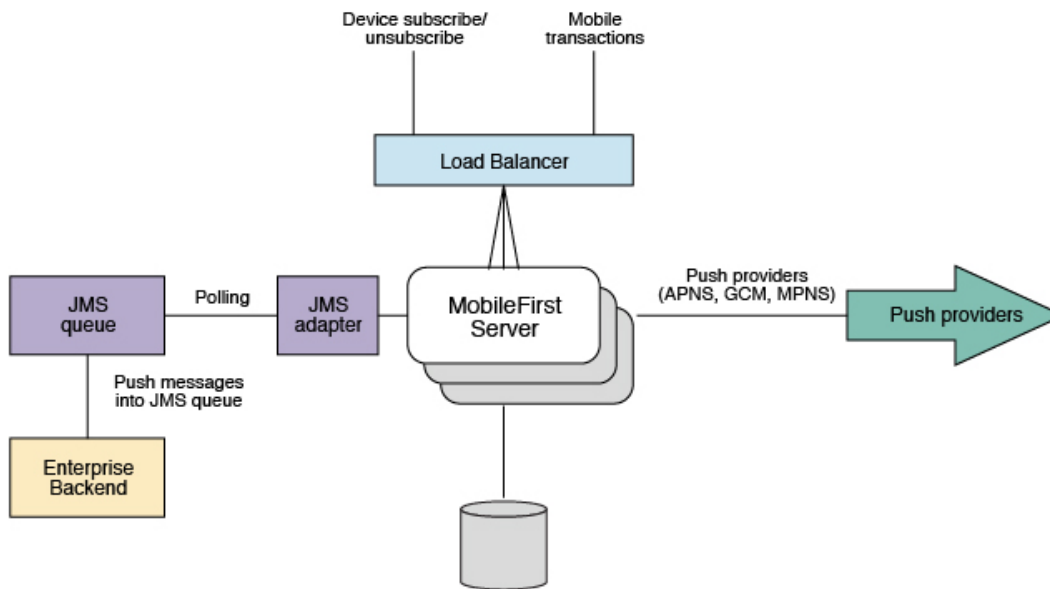 Device subscribe/
unsubscribe
Mobile
transactions
Load Balancer
JMS
queue
Polling
JMS
adapter
MobileFirst
Server
Push providers
(APNS, GCM, MPNS)
Push providers
Push messages
into JMS queue
Enterprise
Backend